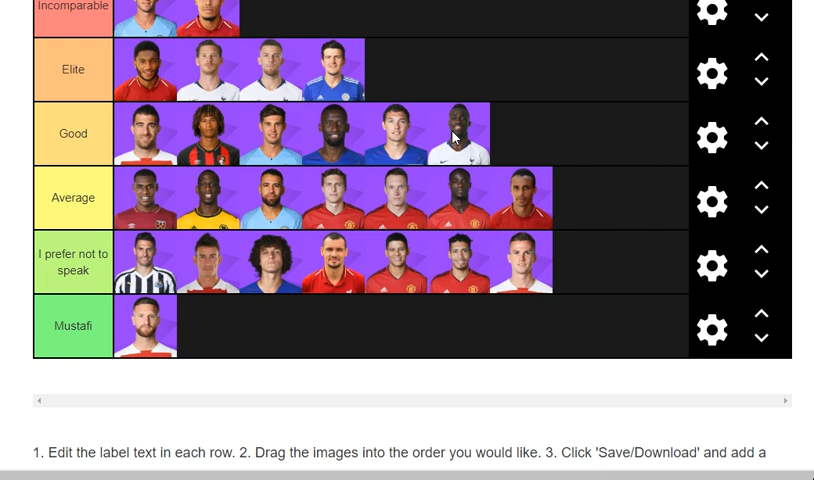 Incomparable
Elite
Good
Average
I prefer not to
speak
Mustafi
1. Edit the label text in each row. 2. Drag the images into the order you would like. 3. Click 'Save/Download' and add a